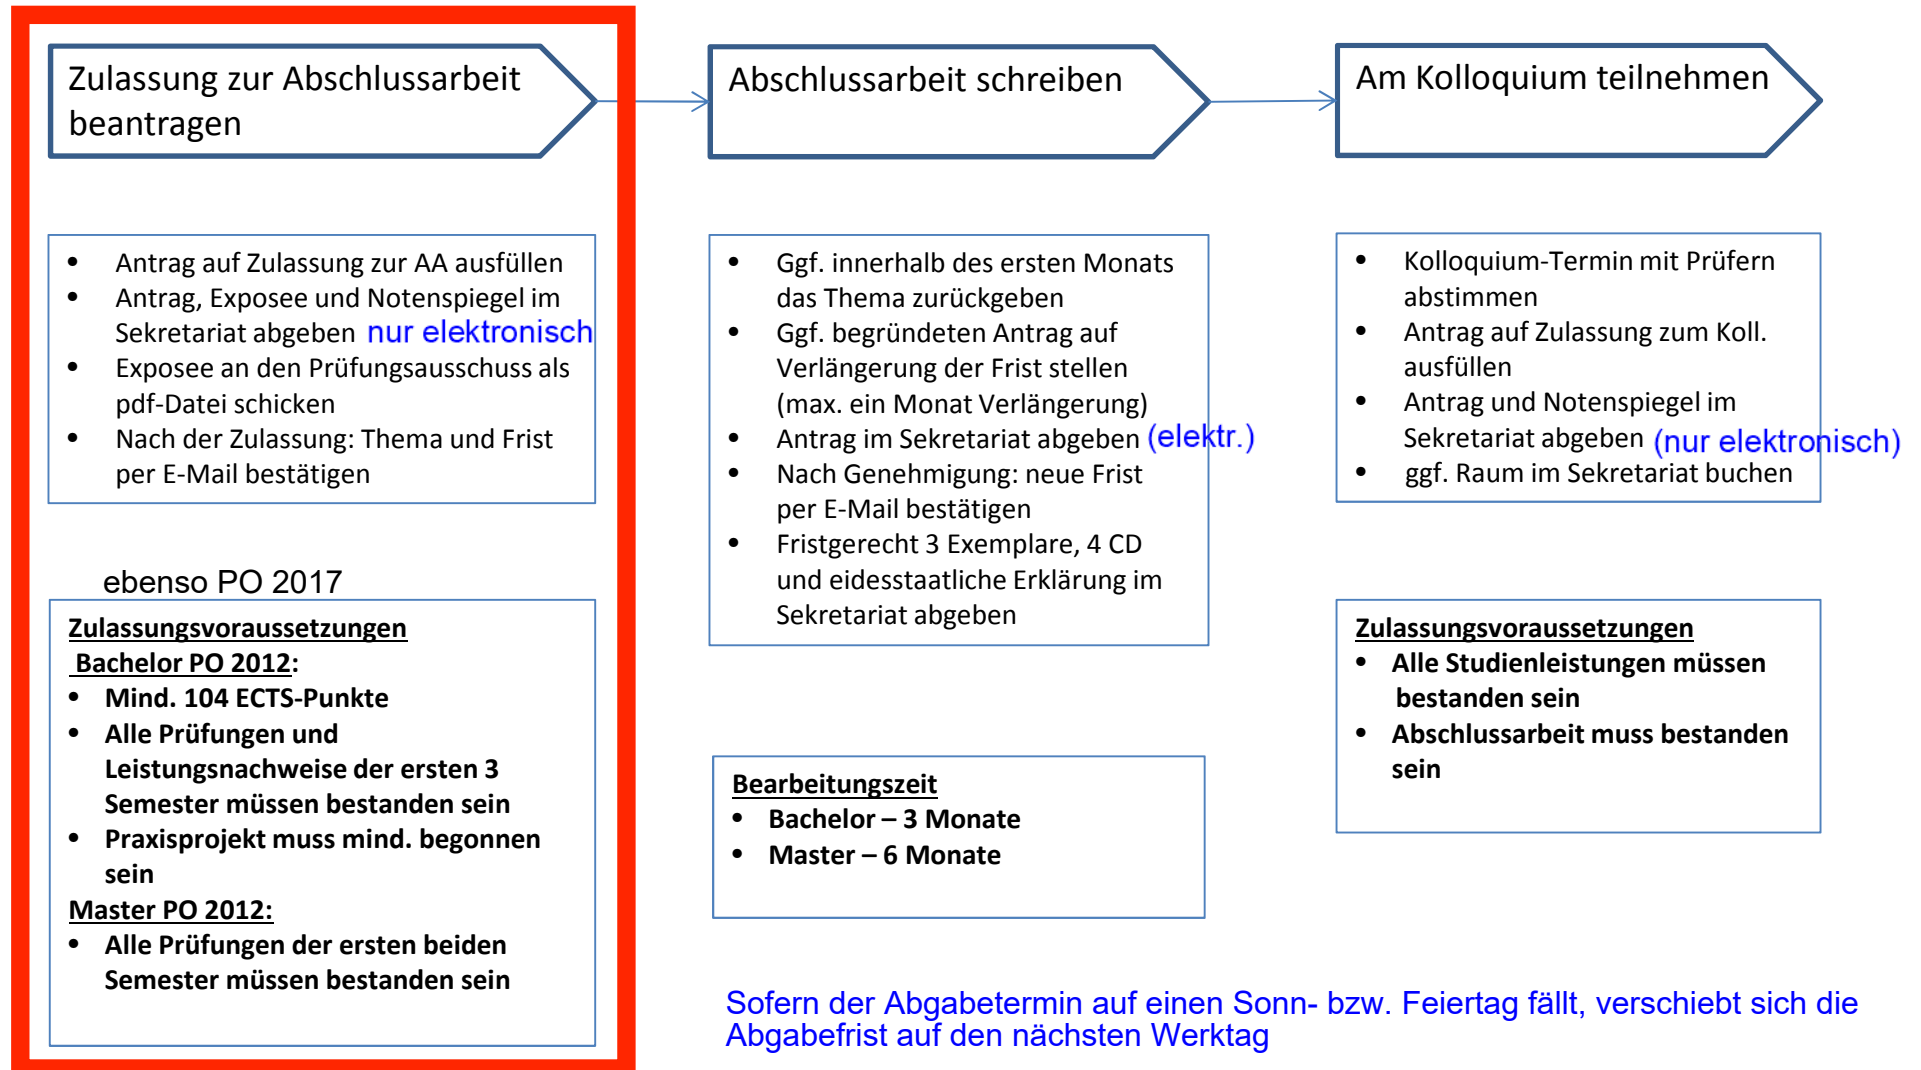 Zulassung zur Abschlussarbeit
beantragen
Abschlussarbeit schreiben
Am Kolloquium teilnehmen
• Antrag auf Zulassung zur AA ausfüllen
• Antrag, Exposee und Notenspiegel im
Sekretariat abgeben nur elektronisch
• Exposee an den Prüfungsausschuss als
pdf-Datei schicken
• Nach der Zulassung: Thema und Frist
per E-Mail bestätigen
ebenso PO 2017
Zulassungsvoraussetzungen
Bachelor PO 2012:
• Mind. 104 ECTS-Punkte
• Alle Prüfungen und
Leistungsnachweise der ersten 3
Semester müssen bestanden sein
• Praxisprojekt muss mind. begonnen
sein
Master PO 2012:
• Alle Prüfungen der ersten beiden
Semester müssen bestanden sein
• Ggf. innerhalb des ersten Monats
das Thema zurückgeben
• Ggf. begründeten Antrag auf
Verlängerung der Frist stellen
(max. ein Monat Verlängerung)
• Antrag im Sekretariat abgeben (elektr.)
• Nach Genehmigung: neue Frist
per E-Mail bestätigen
• Fristgerecht 3 Exemplare, 4 CD
und eidesstaatliche Erklärung im
Sekretariat abgeben
Bearbeitungszeit
• Bachelor – 3 Monate
• Master – 6 Monate
• Kolloquium-Termin mit Prüfern
abstimmen
• Antrag auf Zulassung zum Koll.
ausfüllen
• Antrag und Notenspiegel im
Sekretariat abgeben (nur elektronisch)
• ggf. Raum im Sekretariat buchen
Zulassungsvoraussetzungen
• Alle Studienleistungen müssen
bestanden sein
• Abschlussarbeit muss bestanden
sein
Sofern der Abgabetermin auf einen Sonn- bzw. Feiertag fällt, verschiebt sich die
Abgabefrist auf den nächsten Werktag